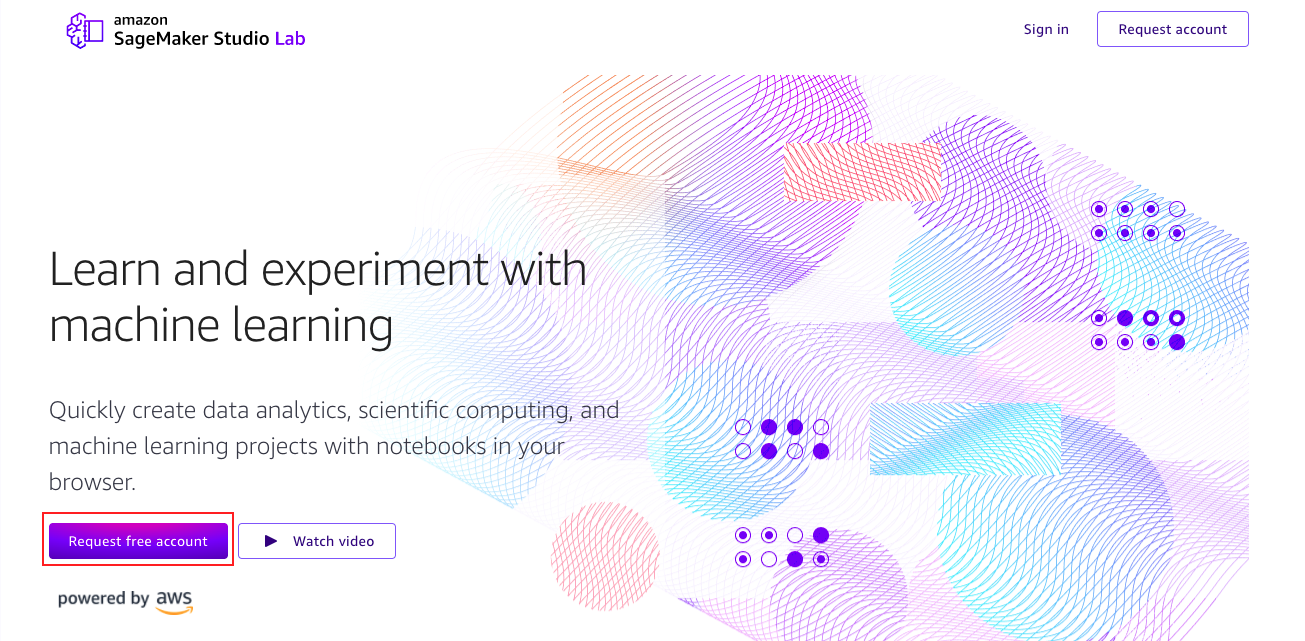 amazon
SageMaker Studio Lab
Sign in
Request account
Learn and experiment with
machine learning
Quickly create data analytics, scientific computing, and
machine learning projects with notebooks in your
browser.
Request free account
Watch video
powered by aws